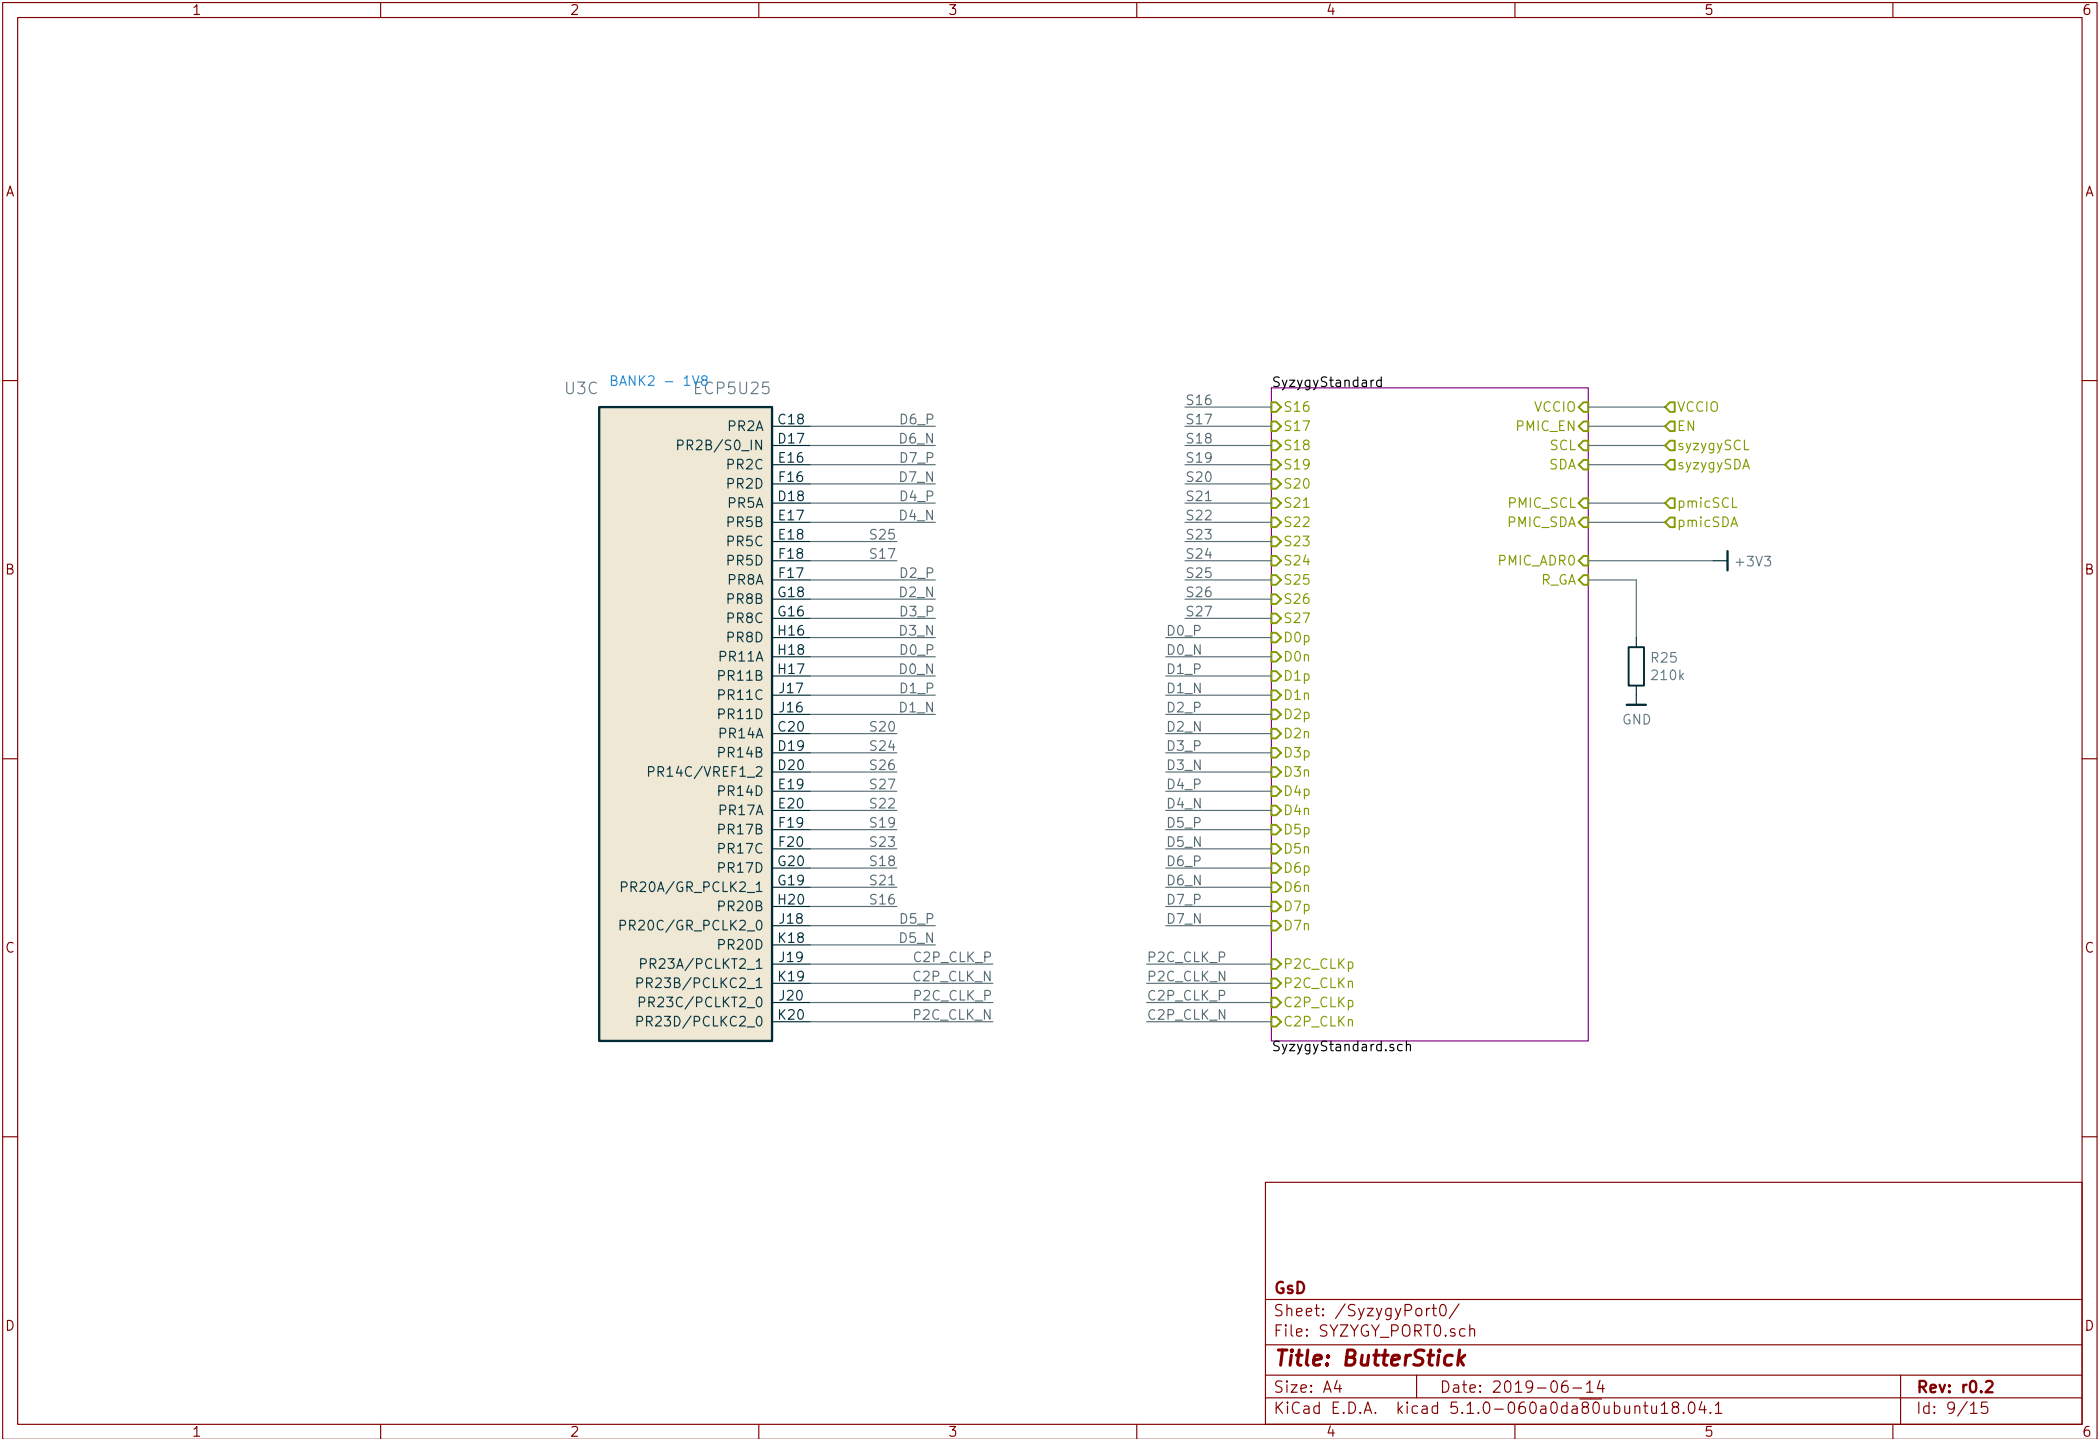 1 2 3 4 5 6
A A
B B
C C
D D
U3C BANK2 - 1V8 ECP5U25
PR2A C18 D6_P
PR2B/S0_IN D17 D6_N
PR2C E16 D7_P
PR2D F16 D7_N
PR5A D18 D4_P
PR5B E17 D4_N
PR5C E18 S25
PR5D F18 S17
PR8A F17 D2_P
PR8B G18 D2_N
PR8C G16 D3_P
PR8D H16 D3_N
PR11A H18 D0_P
PR11B H17 D0_N
PR11C J17 D1_P
PR11D J16 D1_N
PR14A C20 S20
PR14B D19 S24
PR14C/VREF1_2 D20 S26
PR14D E19 S27
PR17A E20 S22
PR17B F19 S19
PR17C F20 S23
PR17D G20 S18
PR20A/GR_PCLK2_1 G19 S21
PR20B H20 S16
PR20C/GR_PCLK2_0 J18 D5_P
PR20D K18 D5_N
PR23A/PCLKT2_1 J19 C2P_CLK_P
PR23B/PCLKC2_1 K19 C2P_CLK_N
PR23C/PCLKT2_0 J20 P2C_CLK_P
PR23D/PCLKC2_0 K20 P2C_CLK_N
SyzygyStandard
S16 S16 VCCIO VCCIO
S17 S17 PMIC_EN EN
S18 S18 SCL syzygySCL
S19 S19 SDA syzygySDA
S20 S20
S21 S21 PMIC_SCL pmicSCL
S22 S22 PMIC_SDA pmicSDA
S23 S23
S24 S24 PMIC_ADR0 +3V3
S25 S25 R_GA
S26 S26
S27 S27
D0_P D0p
D0_N D0n
D1_P D1p
D1_N D1n
D2_P D2p
D2_N D2n
D3_P D3p
D3_N D3n
D4_P D4p
D4_N D4n
D5_P D5p
D5_N D5n
D6_P D6p
D6_N D6n
D7_P D7p
D7_N D7n
P2C_CLK_P P2C_CLKp
P2C_CLK_N P2C_CLKn
C2P_CLK_P C2P_CLKp
C2P_CLK_N C2P_CLKn
SyzygyStandard.sch
R25
210k
GND
GsD
Sheet: /SyzygyPort0/
File: SYZYGY_PORT0.sch
Title: ButterStick
Size: A4 Date: 2019-06-14 Rev: r0.2
KiCad E.D.A. kicad 5.1.0-060a0da80ubuntu18.04.1 Id: 9/15
1 2 3 4 5 6